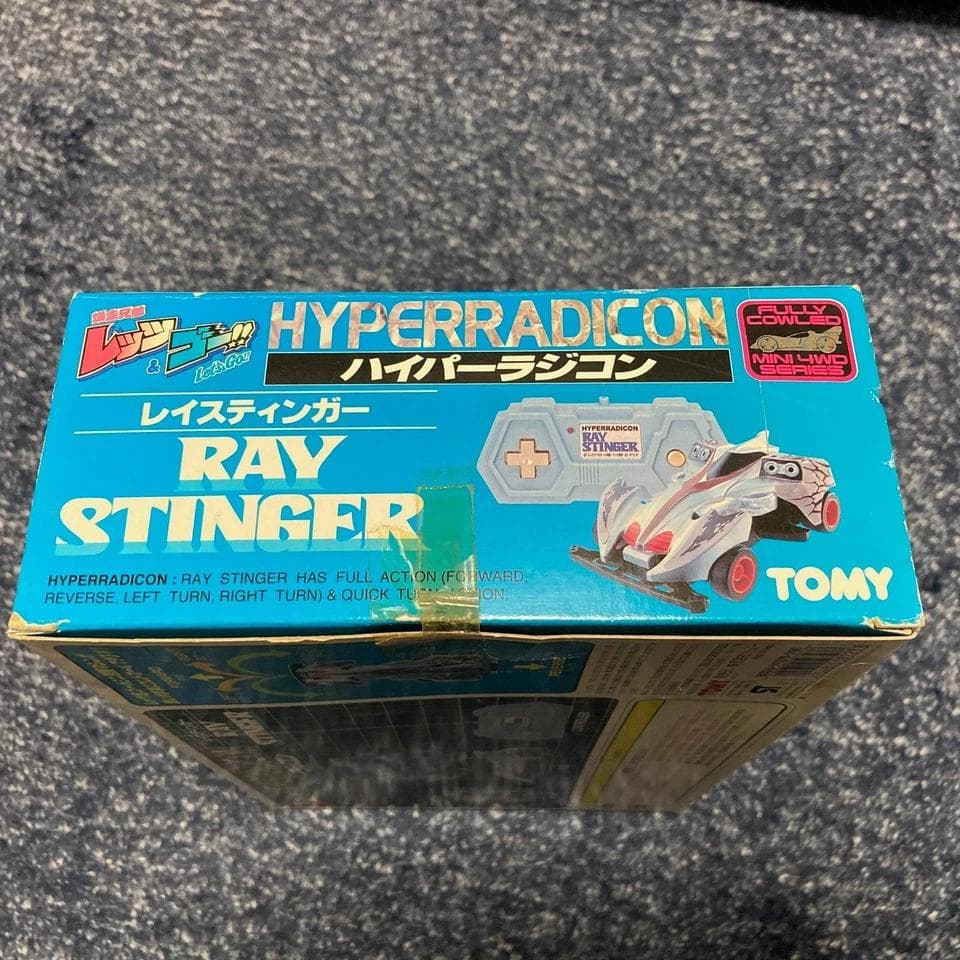 爆走兄弟
レッツ
&
ゴー!!
Let's Go!!
HYPERRADICON
ハイパーラジコン
FULLY
COWLED
MINI 4WD
SERIES
レイスティンガー
RAY
STINGER
HYPERRADICON
RAY
STINGER
TOMY
HYPERRADICON : RAY STINGER HAS FULL ACTION (FORWARD,
REVERSE, LEFT TURN, RIGHT TURN) & QUICK TURN ACTION.